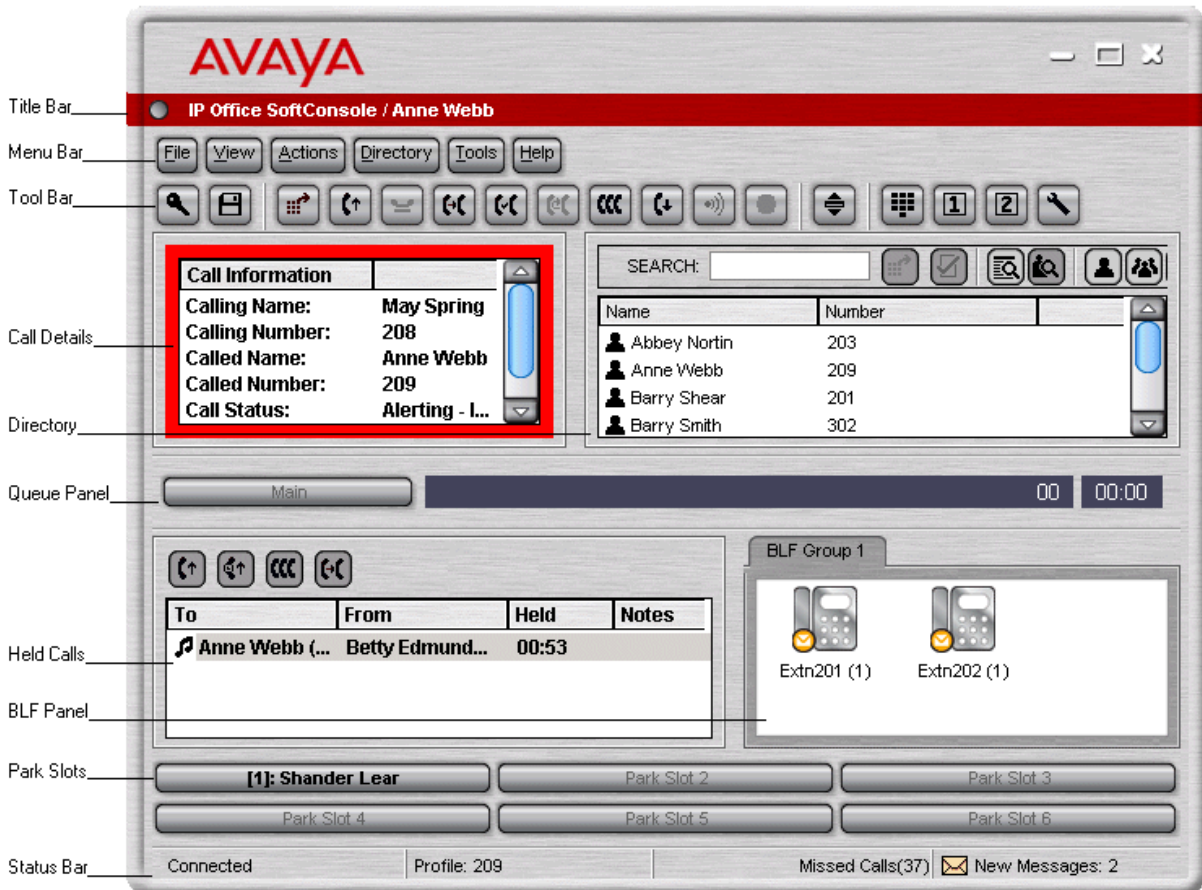 AVAYA
Title Bar
IP Office SoftConsole / Anne Webb
Menu Bar
File View Actions Directory Tools Help
Tool Bar
1 2
Call Details
Call Information
Calling Name: May Spring
Calling Number: 208
Called Name: Anne Webb
Called Number: 209
Call Status: Alerting - I...
Directory
SEARCH:
Name Number
Abbey Nortin 203
Anne Webb 209
Barry Shear 201
Barry Smith 302
Queue Panel
Main 00 00:00
Held Calls
To From Held Notes
Anne Webb (... Betty Edmund... 00:53
BLF Panel
BLF Group 1
Extn201 (1) Extn202 (1)
Park Slots
[1]: Shander Lear Park Slot 2 Park Slot 3
Park Slot 4 Park Slot 5 Park Slot 6
Status Bar
Connected Profile: 209 Missed Calls(37) New Messages: 2